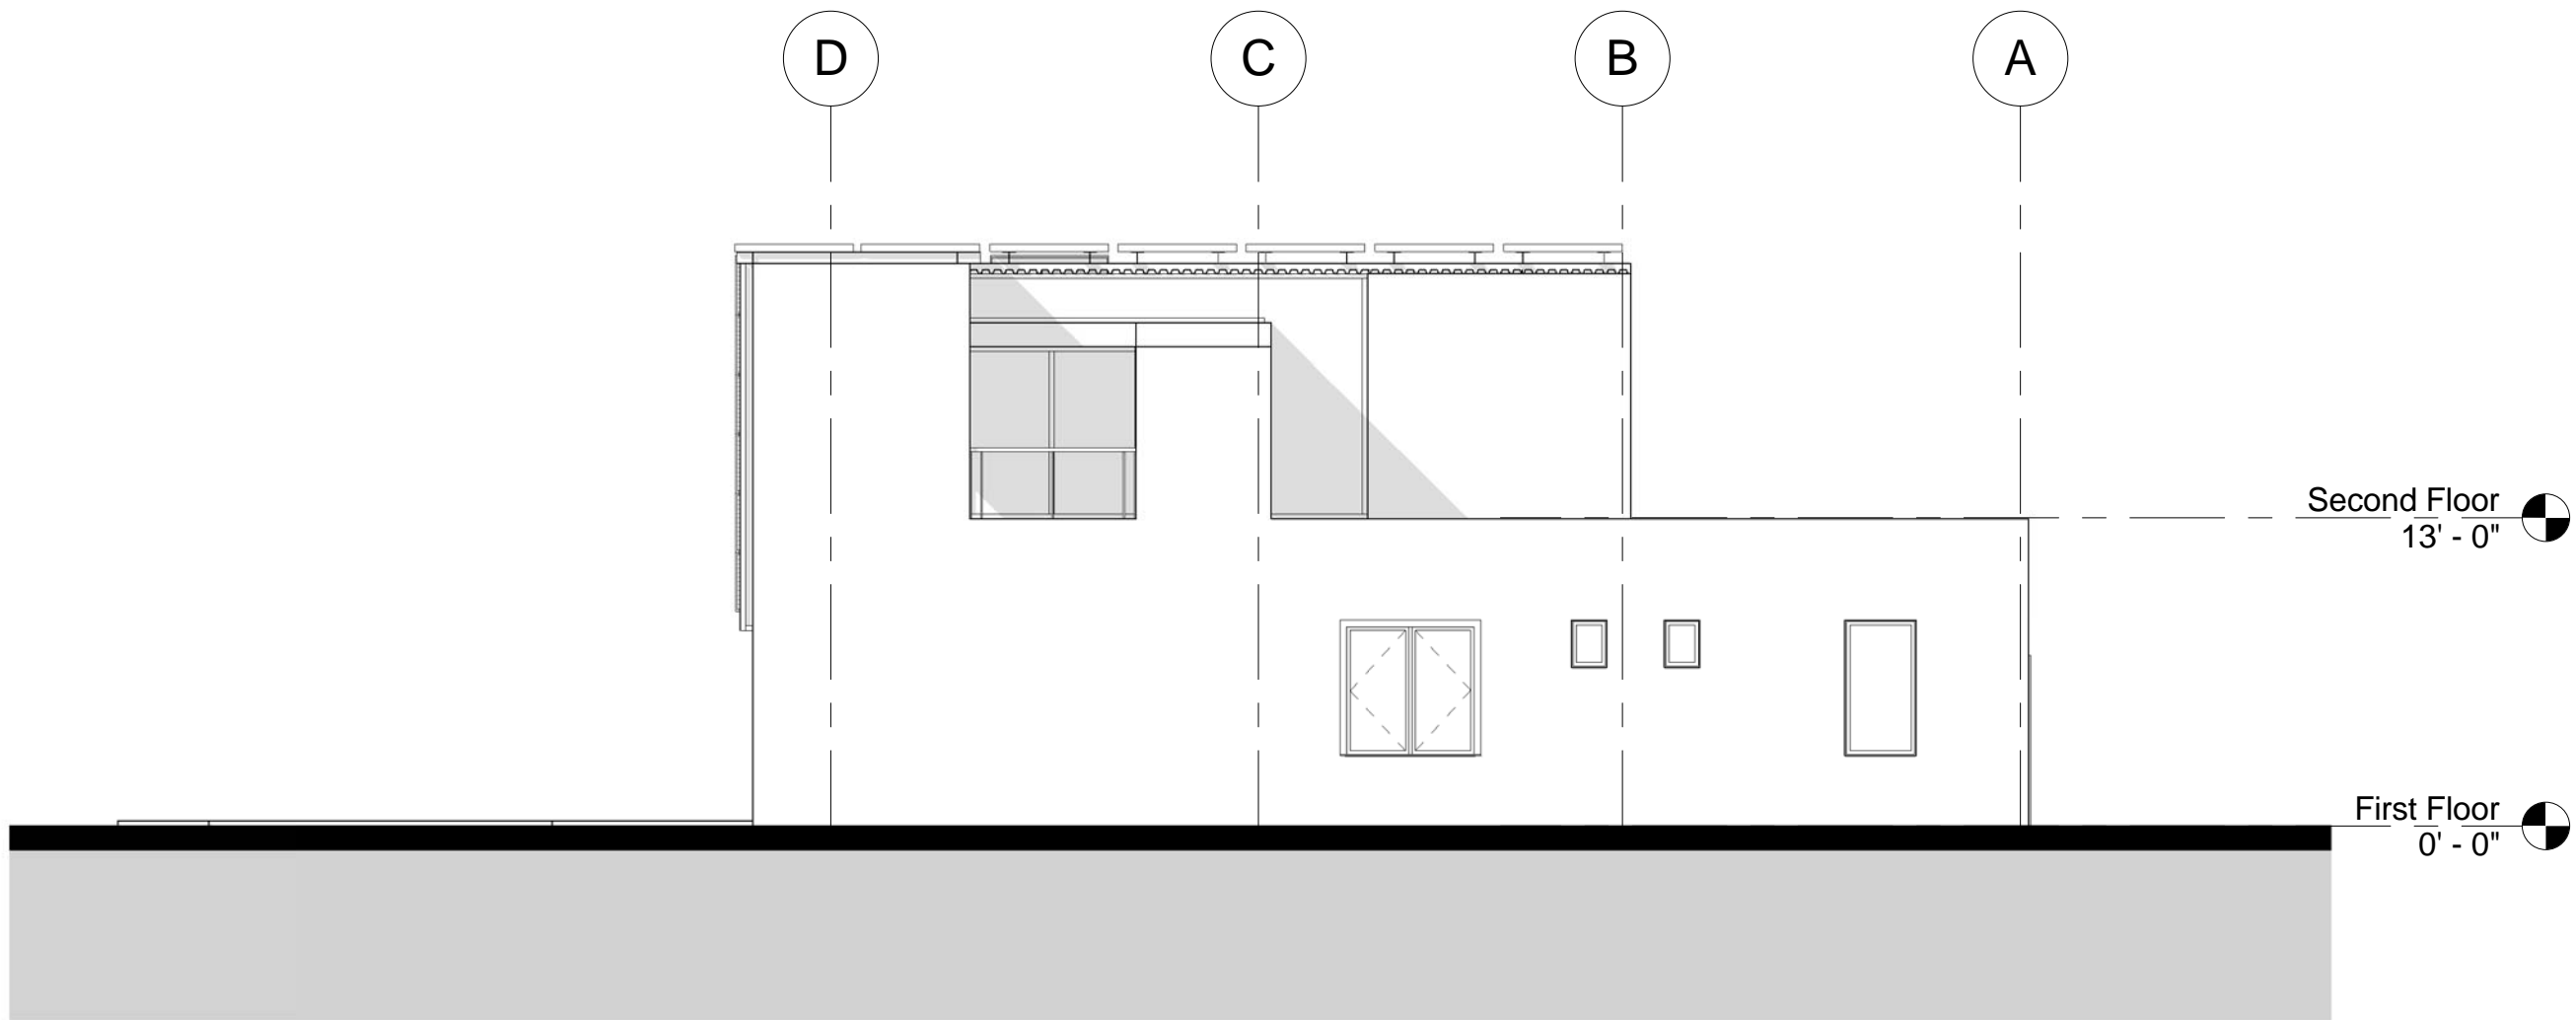 D
C
B
A
Second Floor
13' - 0"
First Floor
0' - 0"